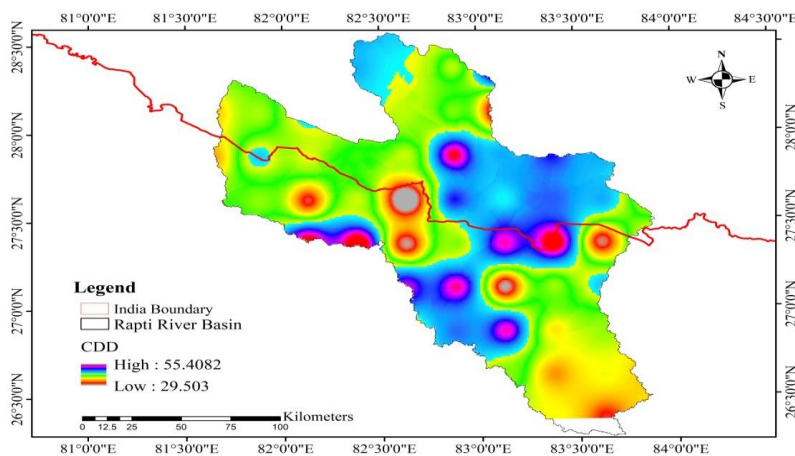 81°0'0"E 81°30'0"E 82°0'0"E 82°30'0"E 83°0'0"E 83°30'0"E 84°0'0"E 84°30'0"E
28°30'0"N
28°0'0"N
27°30'0"N
27°0'0"N
26°30'0"N
28°30'0"N
28°0'0"N
27°30'0"N
27°0'0"N
26°30'0"N
N
W E
S
Legend
India Boundary
Rapti River Basin
CDD
High : 55.4082
Low : 29.503
Kilometers
0 12.5 25 50 75 100
81°0'0"E 81°30'0"E 82°0'0"E 82°30'0"E 83°0'0"E 83°30'0"E 84°0'0"E